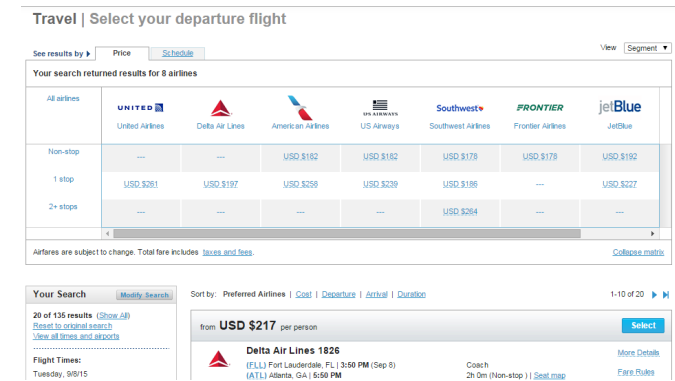 Travel | Select your departure flight
View Segment
See results by Price Schedule
Your search returned results for 8 airlines
All airlines
UNITED US AIRWAYS Southwest FRONTIER jetBlue
United Airlines Delta Air Lines American Airlines US Airways Southwest Airlines Frontier Airlines JetBlue
Non-stop --- --- USD $182 USD $182 USD $178 USD $178 USD $192
1 stop USD $261 USD $197 USD $258 USD $239 USD $186 --- USD $227
2+ stops --- --- --- --- USD $264 --- ---
Airfares are subject to change. Total fare includes taxes and fees. Collapse matrix
Your Search Modify Search Sort by: Preferred Airlines | Cost | Departure | Arrival | Duration 1-10 of 20
20 of 135 results (Show All)
Reset to original search
View all times and airports
Flight Times:
Tuesday, 9/8/15
from USD $217 per person Select
Delta Air Lines 1826 More Details
(FLL) Fort Lauderdale, FL | 3:50 PM (Sep 8) Coach
(ATL) Atlanta, GA | 5:50 PM 2h 0m (Non-stop ) | Seat map Fare Rules